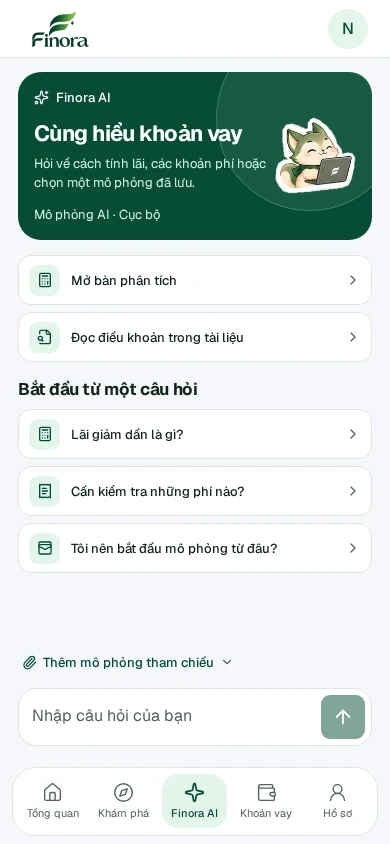 Finora
N
Finora AI
Cùng hiểu khoản vay
Hỏi về cách tính lãi, các khoản phí hoặc
chọn một mô phỏng đã lưu.
Mô phỏng AI · Cục bộ
Mở bàn phân tích
Đọc điều khoản trong tài liệu
Bắt đầu từ một câu hỏi
Lãi giảm dần là gì?
Cần kiểm tra những phí nào?
Tôi nên bắt đầu mô phỏng từ đâu?
Thêm mô phỏng tham chiếu
Nhập câu hỏi của bạn
Tổng quan
Khám phá
Finora AI
Khoản vay
Hồ sơ